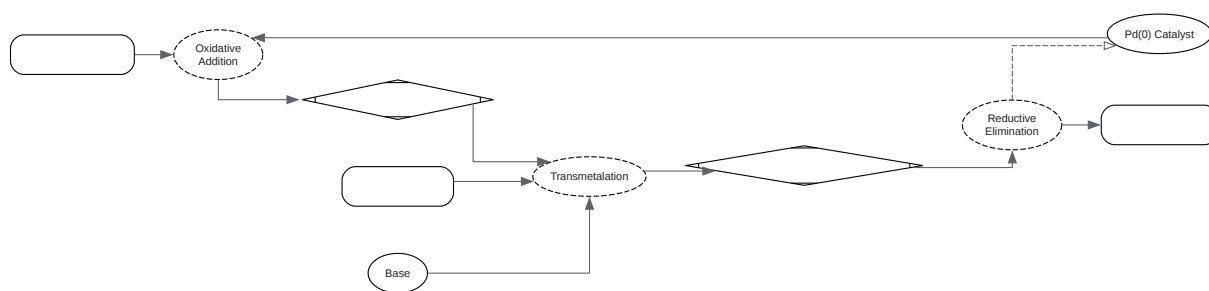 Oxidative
Addition
Pd(0) Catalyst
Reductive
Elimination
Transmetalation
Base